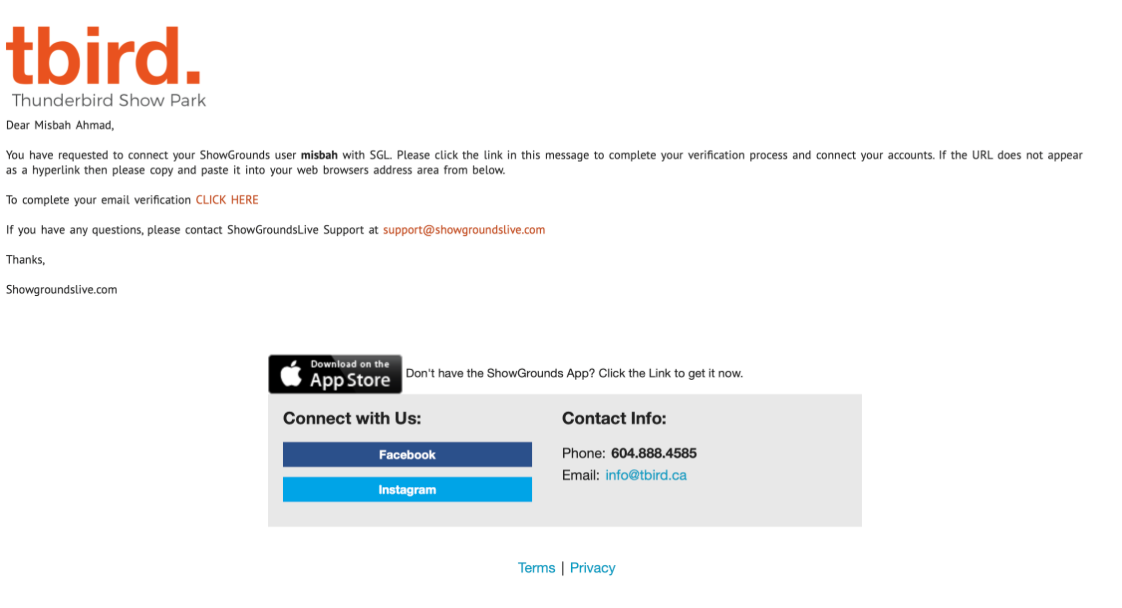 tbird.
Thunderbird Show Park
Dear Misbah Ahmad,
You have requested to connect your ShowGrounds user misbah with SGL. Please click the link in this message to complete your verification process and connect your accounts. If the URL does not appear
as a hyperlink then please copy and paste it into your web browsers address area from below.
To complete your email verification CLICK HERE
If you have any questions, please contact ShowGroundsLive Support at support@showgroundslive.com
Thanks,
Showgroundslive.com
Download on the
App Store
Don't have the ShowGrounds App? Click the Link to get it now.
Connect with Us:
Facebook
Instagram
Contact Info:
Phone: 604.888.4585
Email: info@tbird.ca
Terms | Privacy